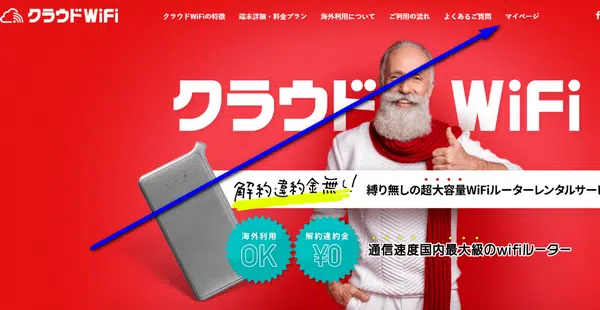 クラウドWiFi
クラウドWiFiの特徴 端末詳細・料金プラン 海外利用について ご利用の流れ よくあるご質問 マイページ
クラウド WiFi
解約違約金無し!
縛り無しの超大容量WiFiルーターレンタルサー
海外利用
OK
解約違約金
¥0
通信速度国内最大級のwifiルーター